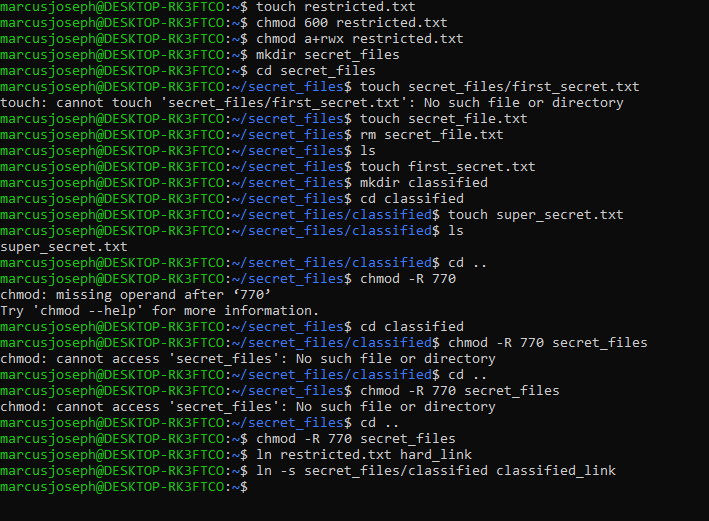 marcusjoseph@DESKTOP-RK3FTCO:~$ touch restricted.txt
marcusjoseph@DESKTOP-RK3FTCO:~$ chmod 600 restricted.txt
marcusjoseph@DESKTOP-RK3FTCO:~$ chmod a+rwx restricted.txt
marcusjoseph@DESKTOP-RK3FTCO:~$ mkdir secret_files
marcusjoseph@DESKTOP-RK3FTCO:~$ cd secret_files
marcusjoseph@DESKTOP-RK3FTCO:~/secret_files$ touch secret_files/first_secret.txt
touch: cannot touch 'secret_files/first_secret.txt': No such file or directory
marcusjoseph@DESKTOP-RK3FTCO:~/secret_files$ touch secret_file.txt
marcusjoseph@DESKTOP-RK3FTCO:~/secret_files$ rm secret_file.txt
marcusjoseph@DESKTOP-RK3FTCO:~/secret_files$ ls
marcusjoseph@DESKTOP-RK3FTCO:~/secret_files$ touch first_secret.txt
marcusjoseph@DESKTOP-RK3FTCO:~/secret_files$ mkdir classified
marcusjoseph@DESKTOP-RK3FTCO:~/secret_files$ cd classified
marcusjoseph@DESKTOP-RK3FTCO:~/secret_files/classified$ touch super_secret.txt
marcusjoseph@DESKTOP-RK3FTCO:~/secret_files/classified$ ls
super_secret.txt
marcusjoseph@DESKTOP-RK3FTCO:~/secret_files/classified$ cd ..
marcusjoseph@DESKTOP-RK3FTCO:~/secret_files$ chmod -R 770
chmod: missing operand after ‘770’
Try 'chmod --help' for more information.
marcusjoseph@DESKTOP-RK3FTCO:~/secret_files$ cd classified
marcusjoseph@DESKTOP-RK3FTCO:~/secret_files/classified$ chmod -R 770 secret_files
chmod: cannot access 'secret_files': No such file or directory
marcusjoseph@DESKTOP-RK3FTCO:~/secret_files/classified$ cd ..
marcusjoseph@DESKTOP-RK3FTCO:~/secret_files$ chmod -R 770 secret_files
chmod: cannot access 'secret_files': No such file or directory
marcusjoseph@DESKTOP-RK3FTCO:~/secret_files$ cd ..
marcusjoseph@DESKTOP-RK3FTCO:~$ chmod -R 770 secret_files
marcusjoseph@DESKTOP-RK3FTCO:~$ ln restricted.txt hard_link
marcusjoseph@DESKTOP-RK3FTCO:~$ ln -s secret_files/classified classified_link
marcusjoseph@DESKTOP-RK3FTCO:~$